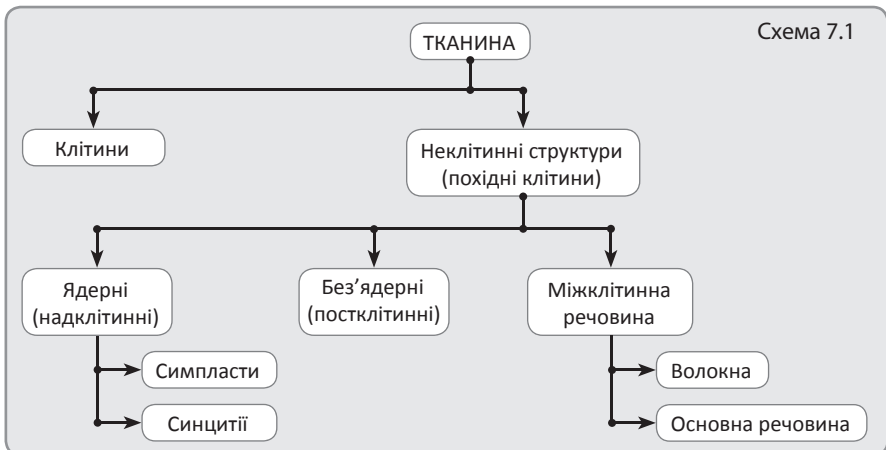 Схема 7.1
ТКАНИНА
Клітини
Неклітинні структури
(похідні клітини)
Ядерні
(надклітинні)
Без’ядерні
(постклітинні)
Міжклітинна
речовина
Симпласти
Волокна
Синцитії
Основна речовина